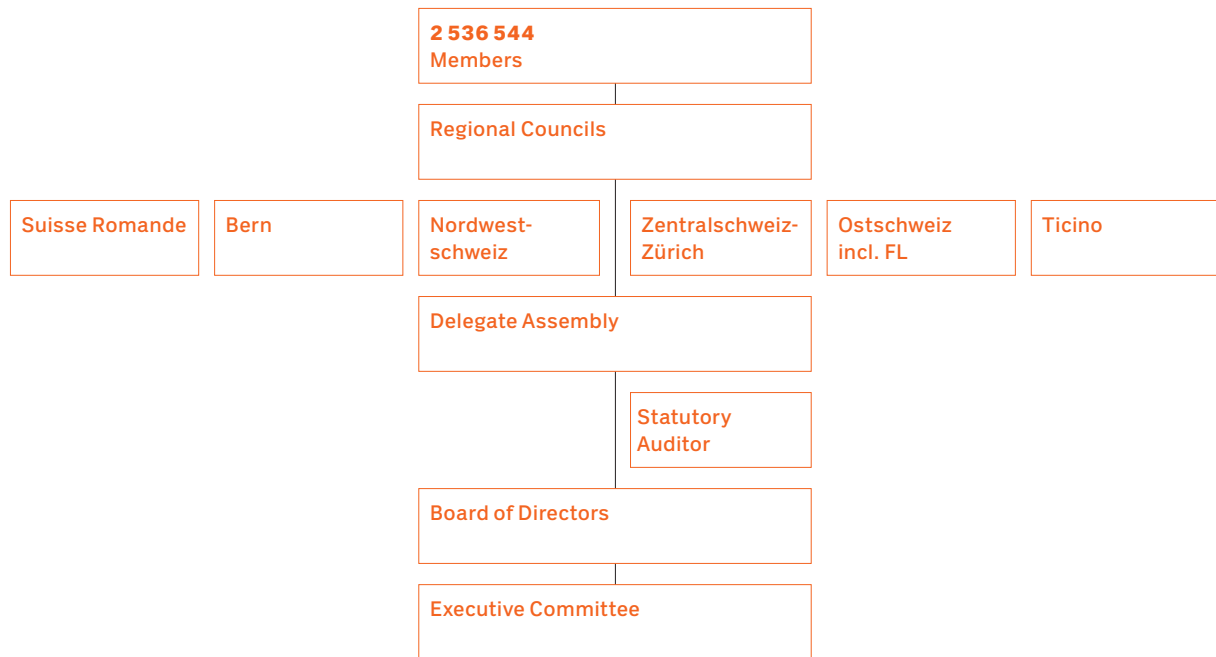 2 536 544
Members
Regional Councils
Suisse Romande
Bern
Nordwest-
schweiz
Zentralschweiz-
Zürich
Ostschweiz
incl. FL
Ticino
Delegate Assembly
Statutory
Auditor
Board of Directors
Executive Committee